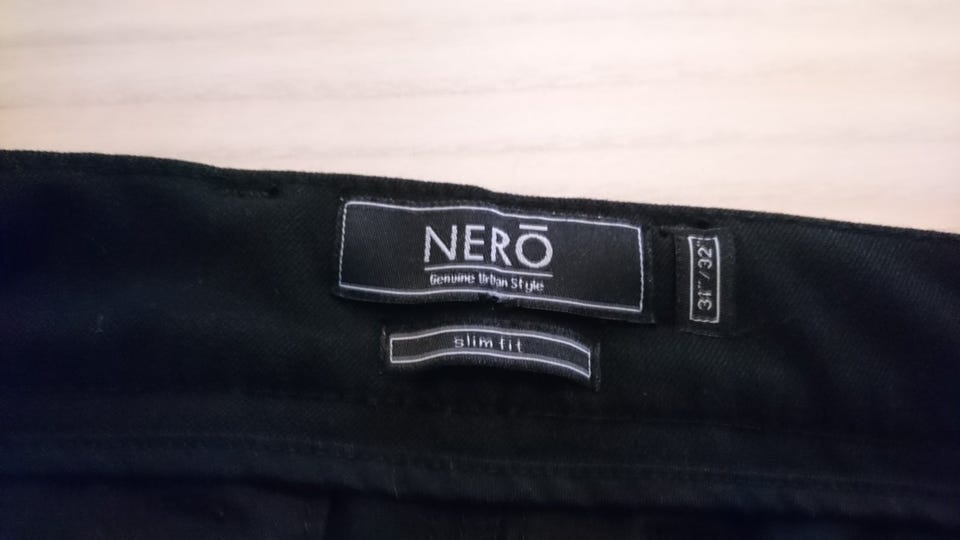 NERŌ
Genuine Urban Style
slim fit
31"/32"